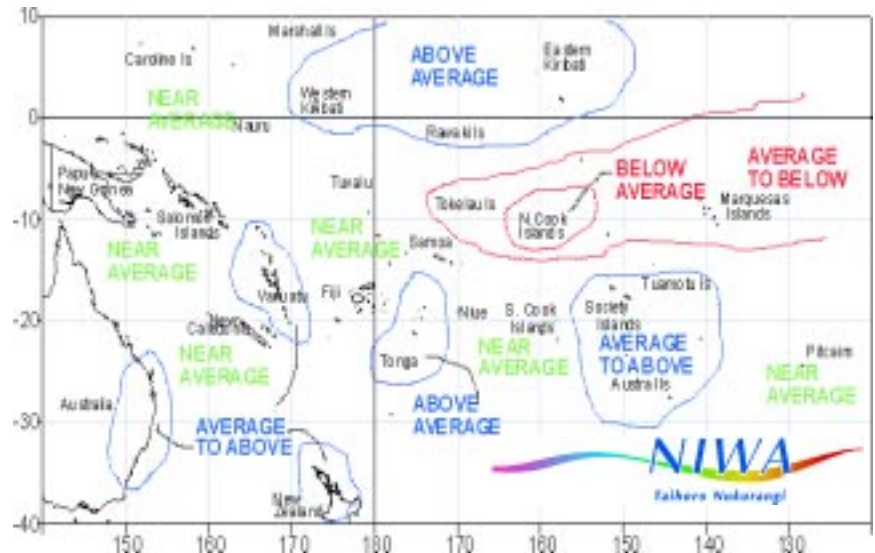 10
Marshall Is
Caroline Is
ABOVE
AVERAGE
Eastern
Kiribati
Western
Kiribati
NEAR
AVERAGE
Nauru
0
Rawaki Is
Papua
New Guinea
Solomon
Islands
Tuvalu
Tokelau Is
BELOW
AVERAGE
AVERAGE
TO BELOW
N. Cook
Islands
Marquesas
Islands
-10
NEAR
AVERAGE
NEAR
AVERAGE
Samoa
Vanuatu
Fiji
Niue
S. Cook
Islands
Society
Islands
Tuamotu Is
-20
New
Caledonia
NEAR
AVERAGE
Tonga
NEAR
AVERAGE
AVERAGE
TO ABOVE
Austral Is
Pitcairn
NEAR
AVERAGE
Australia
AVERAGE
TO ABOVE
ABOVE
AVERAGE
-30
NIWA
Taihoro Nukurangi
New
Zealand
-40
150 160 170 180 170 160 150 140 130 120